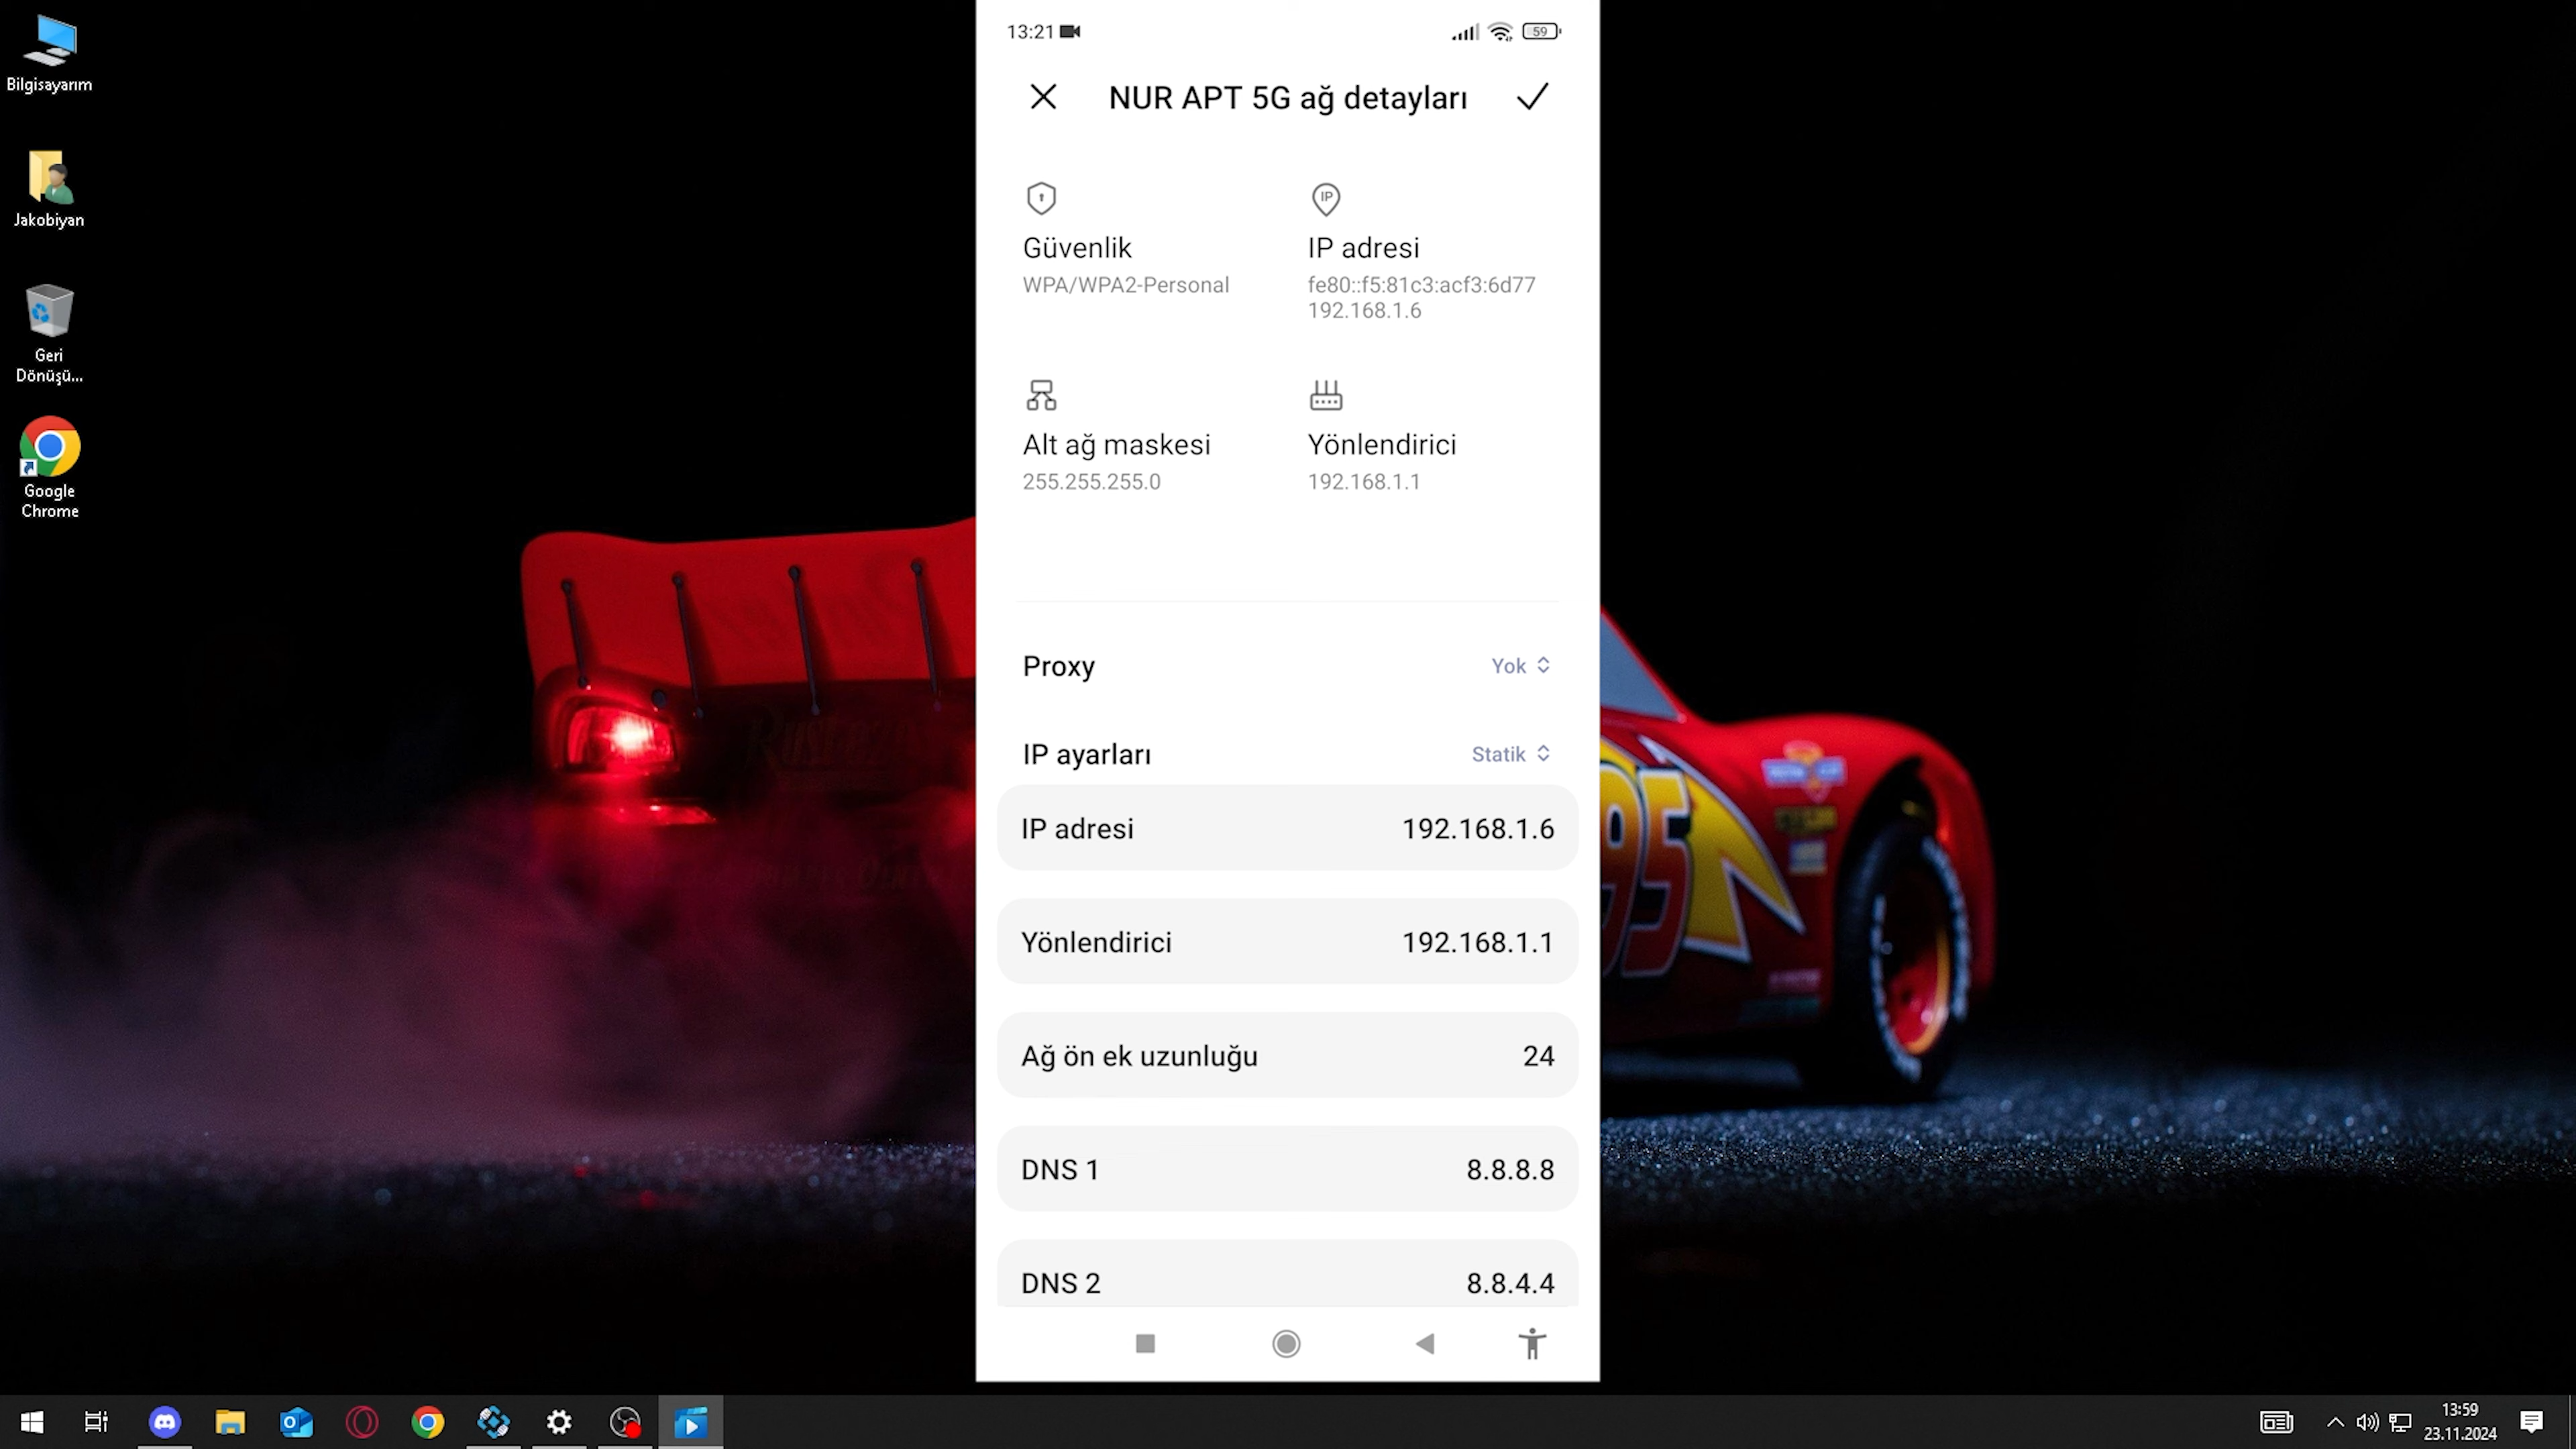 Bilgisayarım
Jakobiyan
Geri
Dönüşü...
Google
Chrome
13:21
59
NUR APT 5G ağ detayları
IP
Güvenlik
WPA/WPA2-Personal
IP adresi
fe80::f5:81c3:acf3:6d77
192.168.1.6
Alt ağ maskesi
255.255.255.0
Yönlendirici
192.168.1.1
Proxy
Yok
IP ayarları
Statik
IP adresi
192.168.1.6
Yönlendirici
192.168.1.1
Ağ ön ek uzunluğu
24
DNS 1
8.8.8.8
DNS 2
8.8.4.4
95
13:59
23.11.2024